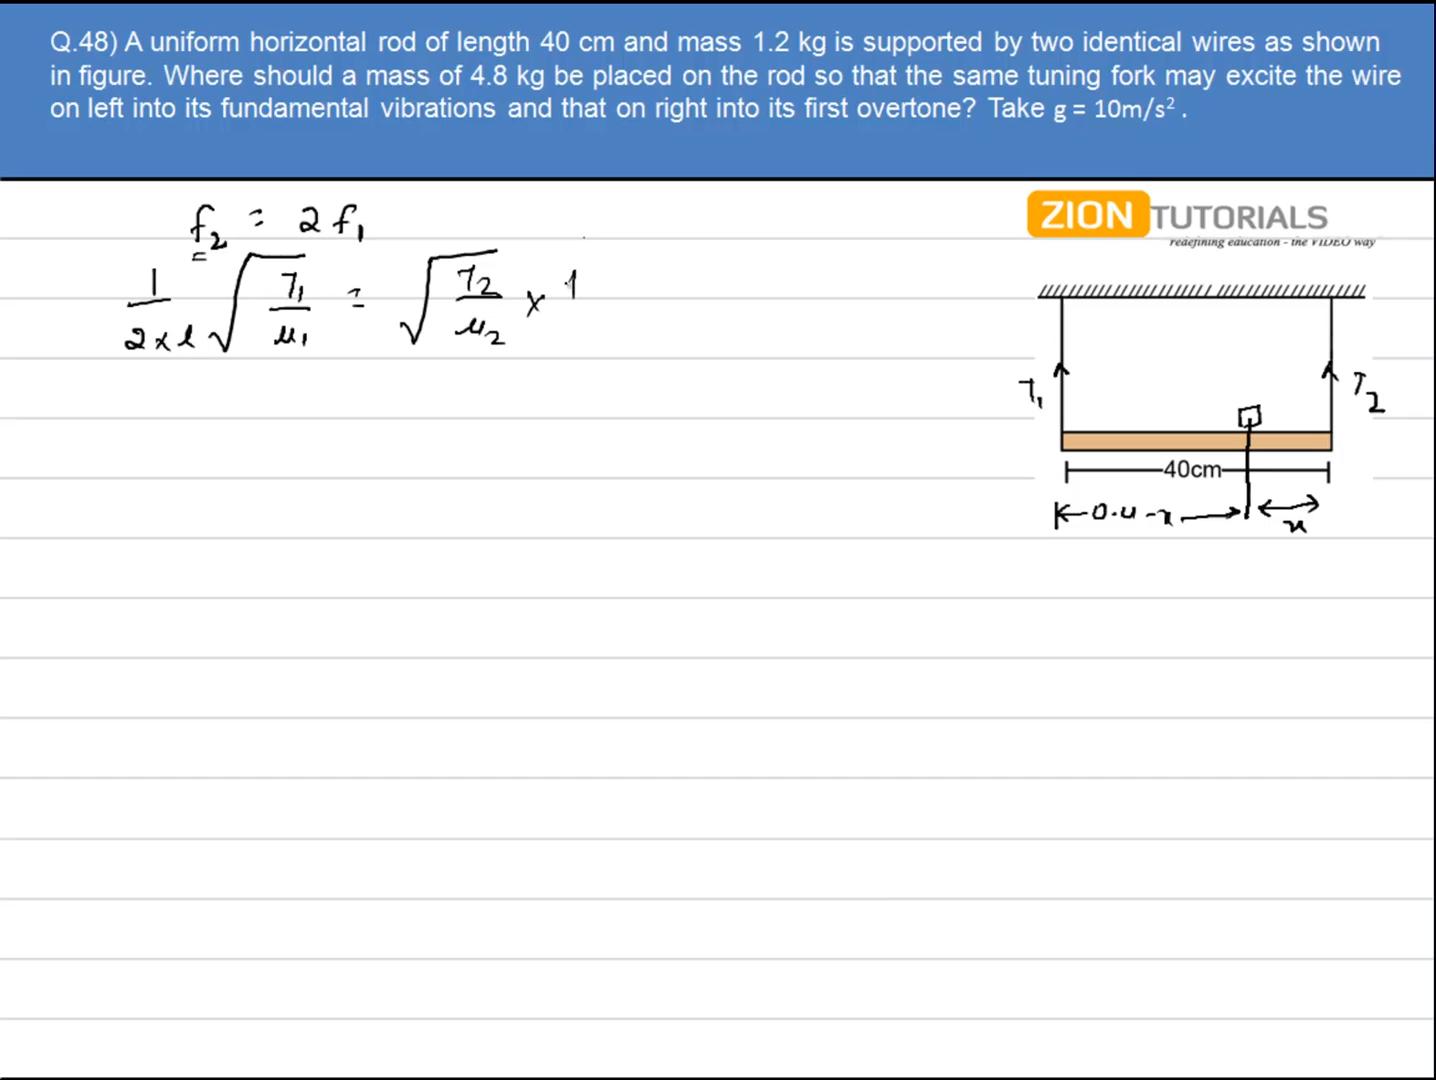 Q.48) A uniform horizontal rod of length 40 cm and mass 1.2 kg is supported by two identical wires as shown
in figure. Where should a mass of 4.8 kg be placed on the rod so that the same tuning fork may excite the wire
on left into its fundamental vibrations and that on right into its first overtone? Take g = 10m/s² .
ZION TUTORIALS
redefining education - the VIDEO way
f₂ = 2 f₁
1/(2 x l) √(T₁/μ₁) = √(T₂/μ₂) x 1
T₁
T₂
40cm
0.4 - x
x